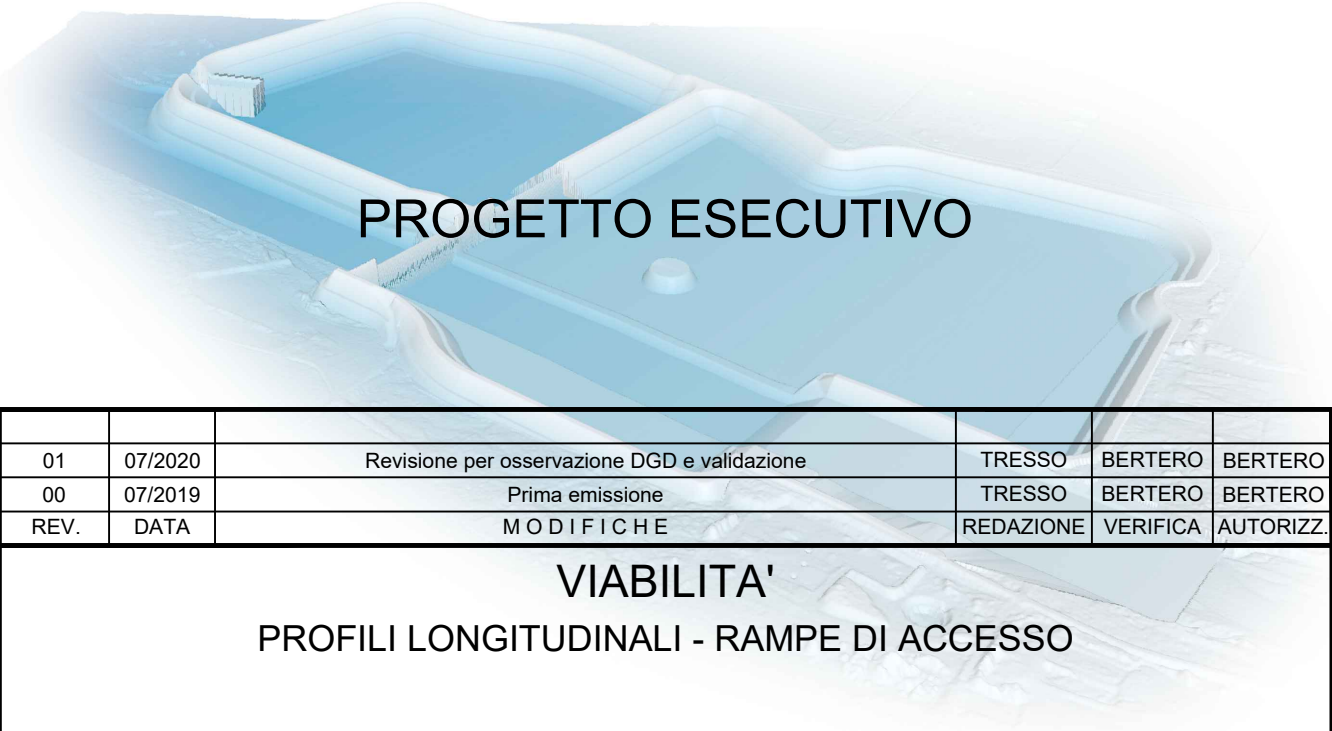 PROGETTO ESECUTIVO
01 07/2020 Revisione per osservazione DGD e validazione TRESSO BERTERO BERTERO
00 07/2019 Prima emissione TRESSO BERTERO BERTERO
REV. DATA M O D I F I C H E REDAZIONE VERIFICA AUTORIZZ.
VIABILITA'
PROFILI LONGITUDINALI - RAMPE DI ACCESSO